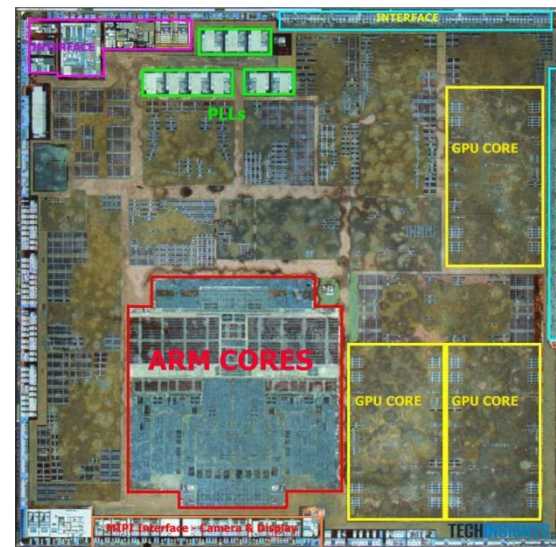 INTERFACE
INTERFACE
PLLs
GPU CORE
ARM CORES
GPU CORE
GPU CORE
MIPI Interface - Camera & Display
TECHINSIGHTS